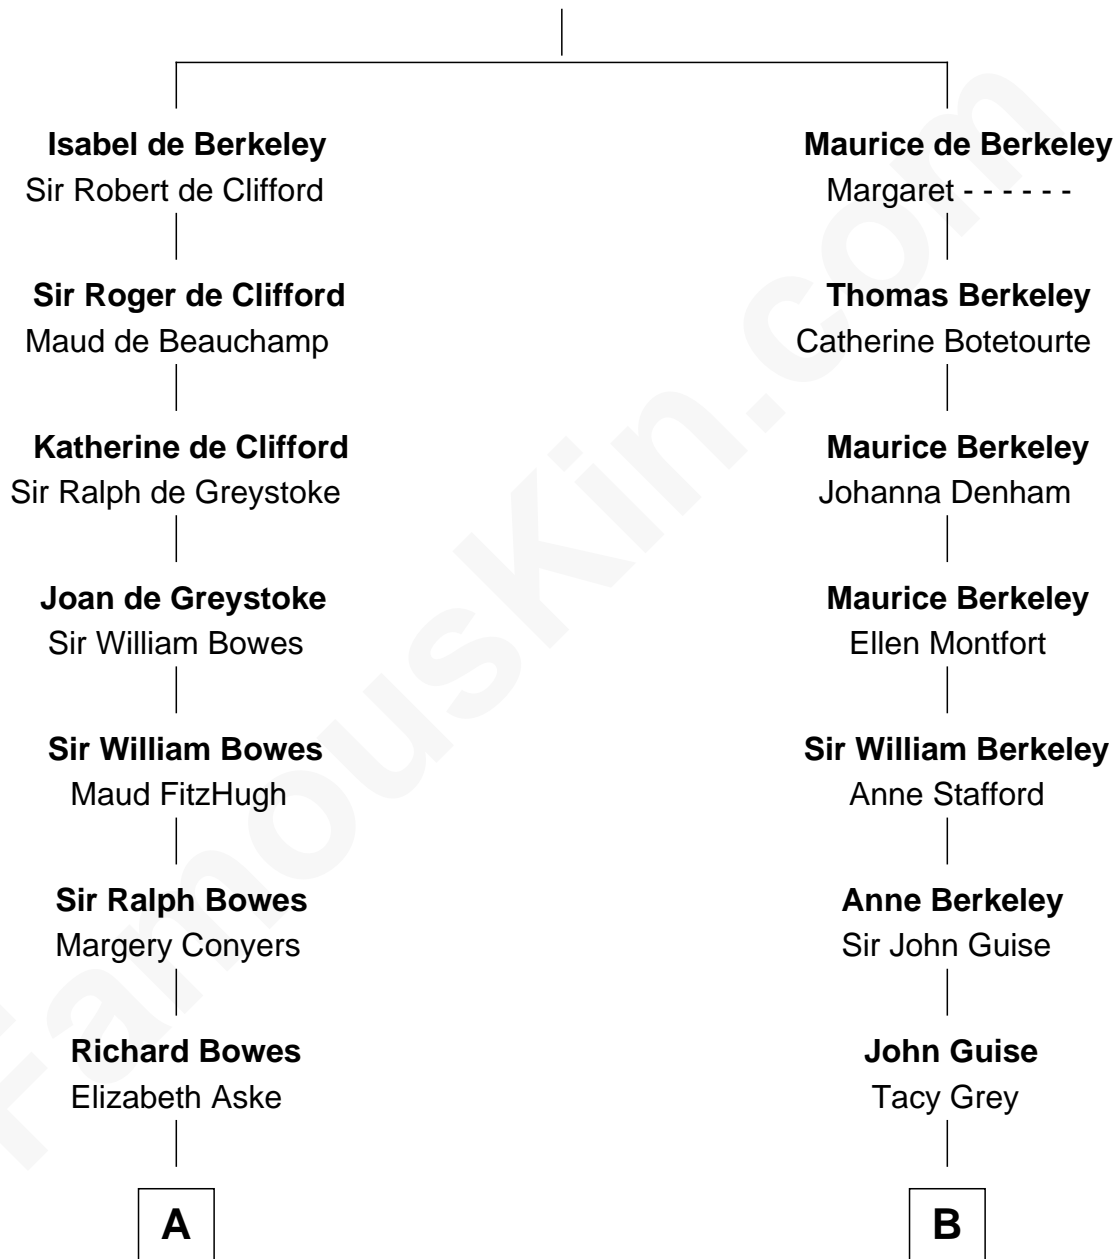 Isabel de Berkeley
Sir Robert de Clifford
Sir Roger de Clifford
Maud de Beauchamp
Katherine de Clifford
Sir Ralph de Greystoke
Joan de Greystoke
Sir William Bowes
Sir William Bowes
Maud FitzHugh
Sir Ralph Bowes
Margery Conyers
Richard Bowes
Elizabeth Aske
A
Maurice de Berkeley
Margaret - - - - - -
Thomas Berkeley
Catherine Botetourte
Maurice Berkeley
Johanna Denham
Maurice Berkeley
Ellen Montfort
Sir William Berkeley
Anne Stafford
Anne Berkeley
Sir John Guise
John Guise
Tacy Grey
B
FamousKin.com